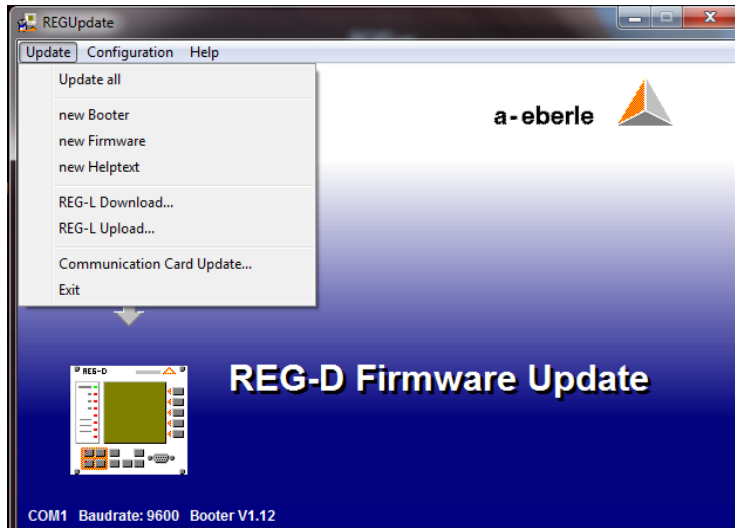 REGUpdate
Update Configuration Help
Update all
new Booter
new Firmware
new Helptext
REG-L Download...
REG-L Upload...
Communication Card Update...
Exit
a-eberle
REG-D
REG-D Firmware Update
COM1 Baudrate: 9600 Booter V1.12